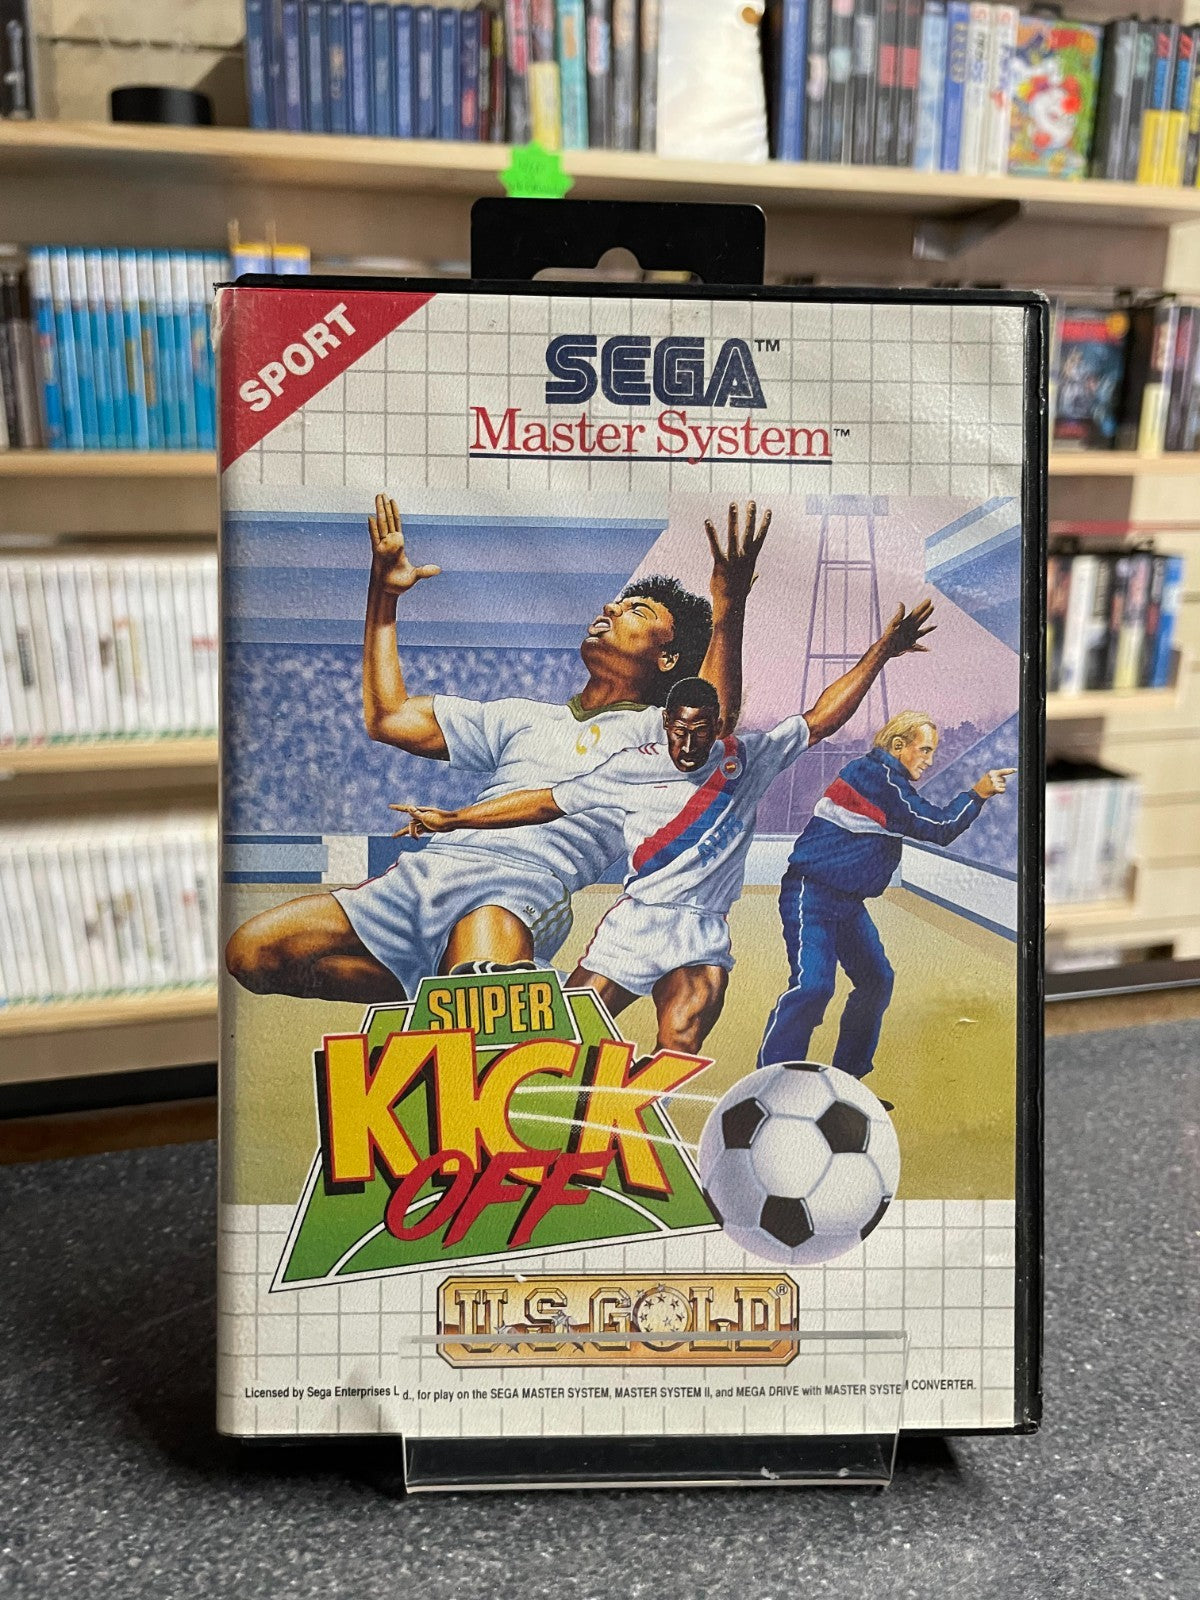 SPORT
SEGA™
Master System™
SUPER
KICK
OFF
U.S. GOLD®
Licensed by Sega Enterprises L d., for play on the SEGA MASTER SYSTEM, MASTER SYSTEM II, and MEGA DRIVE with MASTER SYSTEM CONVERTER.